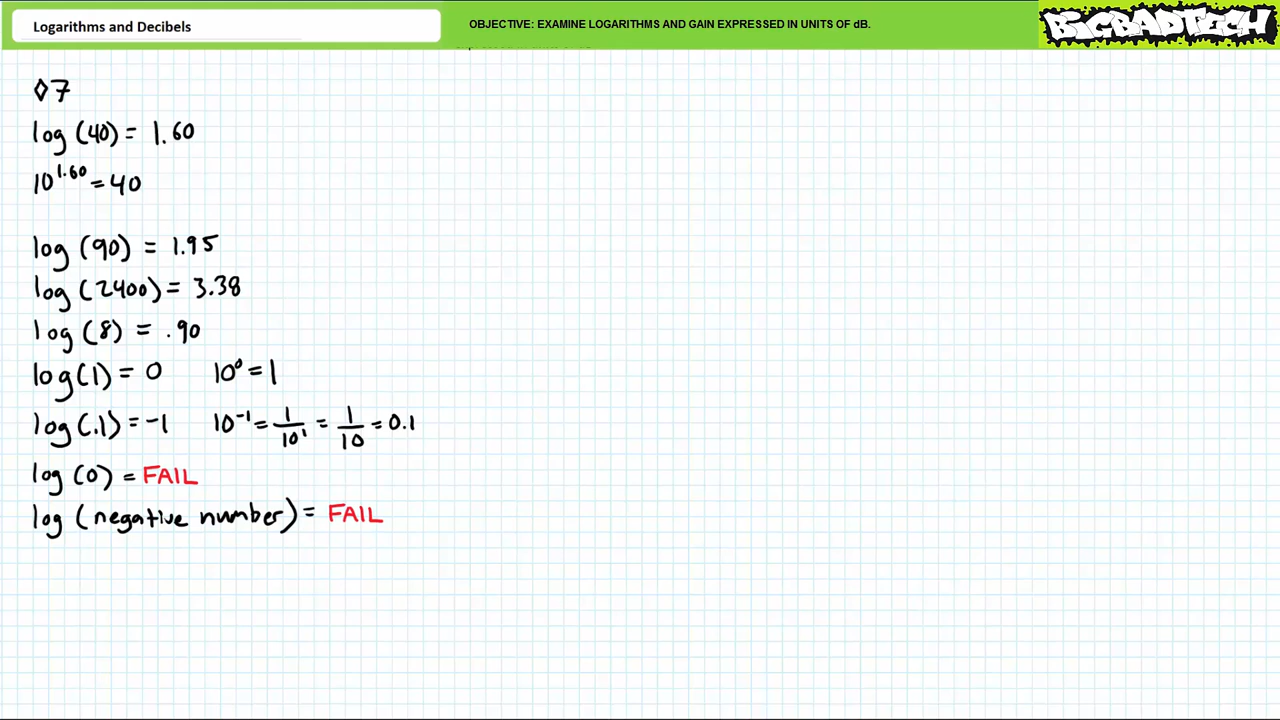 Logarithms and Decibels
OBJECTIVE: EXAMINE LOGARITHMS AND GAIN EXPRESSED IN UNITS OF dB.
BIGBADTECH
◊7
log (40) = 1.60
10^1.60 = 40
log (90) = 1.95
log (2400) = 3.38
log (8) = .90
log(1) = 0 10^0 = 1
log(.1) = -1 10^-1 = 1/10^1 = 1/10 = 0.1
log (0) = FAIL
log (negative number) = FAIL